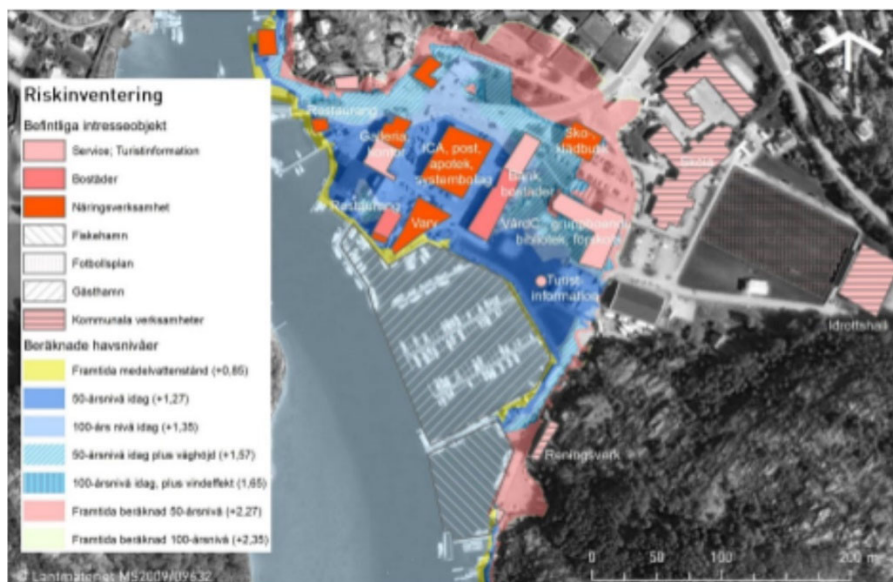 Riskinventering
Befintliga intresseobjekt
Service; Turistinformation
Bostäder
Näringsverksamhet
Fiskehamn
Fotbollsplan
Gästhamn
Kommunala verksamheter
Beräknade havsnivåer
Framtida medelvattenstånd (+0,85)
50-årsnivå idag (+1,27)
100-års nivå idag (+1,35)
50-årsnivå idag plus våghöjd (+1,57)
100-årsnivå idag, plus vindeffekt (1,65)
Framtida beräknad 50-årsnivå (+2,27)
Framtida beräknad 100-årsnivå (+2,35)
Restaurang
Galleria,
kontor
ICA, post,
apotek,
systembolag
Sko-,
klädbutik
Skola
Bank,
bostäder
Restaurang
Varv
VårdC, gruppboende,
bibliotek, förskola
Turist-
information
Idrottshall
Reningsverk
0 50 100 200 m
© Lantmäteriet MS2009/09632